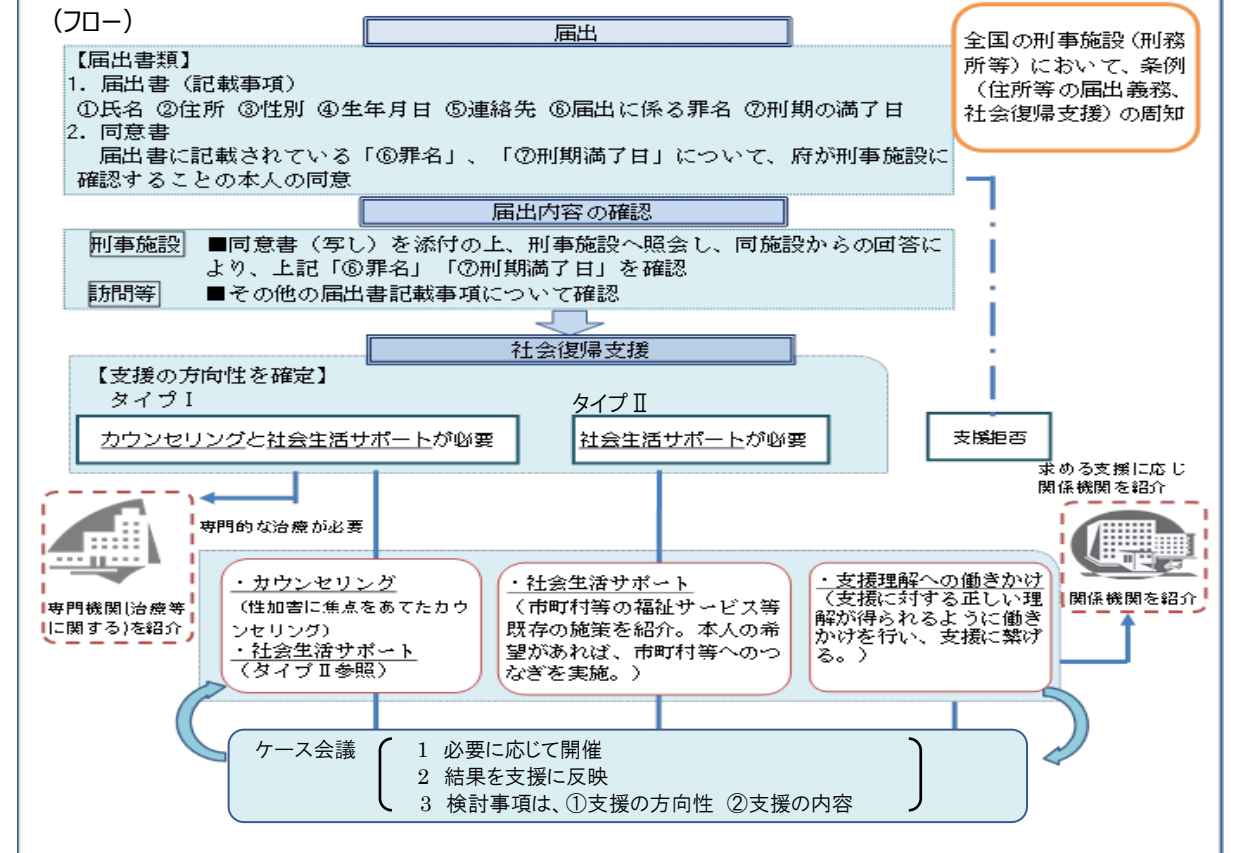 (フロー)
届出
【届出書類】
1．届出書（記載事項）
①氏名 ②住所 ③性別 ④生年月日 ⑤連絡先 ⑥届出に係る罪名 ⑦刑期の満了日
2．同意書
届出書に記載されている「⑥罪名」、「⑦刑期満了日」について、府が刑事施設に
確認することの本人の同意
全国の刑事施設（刑務
所等）において、条例
（住所等の届出義務、
社会復帰支援）の周知
届出内容の確認
刑事施設 ■同意書（写し）を添付の上、刑事施設へ照会し、同施設からの回答に
より、上記「⑥罪名」「⑦刑期満了日」を確認
訪問等 ■その他の届出書記載事項について確認
社会復帰支援
【支援の方向性を確定】
タイプⅠ
タイプⅡ
カウンセリングと社会生活サポートが必要
社会生活サポートが必要
支援拒否
求める支援に応じ
関係機関を紹介
専門的な治療が必要
専門機関(治療等
に関する)を紹介
・カウンセリング
（性加害に焦点をあてたカウ
ンセリング）
・社会生活サポート
（タイプⅡ参照）
・社会生活サポート
（市町村等の福祉サービス等
既存の施策を紹介。本人の希
望があれば、市町村等へのつ
なぎを実施。）
・支援理解への働きかけ
（支援に対する正しい理
解が得られるように働き
かけを行い、支援に繋げ
る。）
関係機関を紹介
ケース会議
1 必要に応じて開催
2 結果を支援に反映
3 検討事項は、①支援の方向性 ②支援の内容